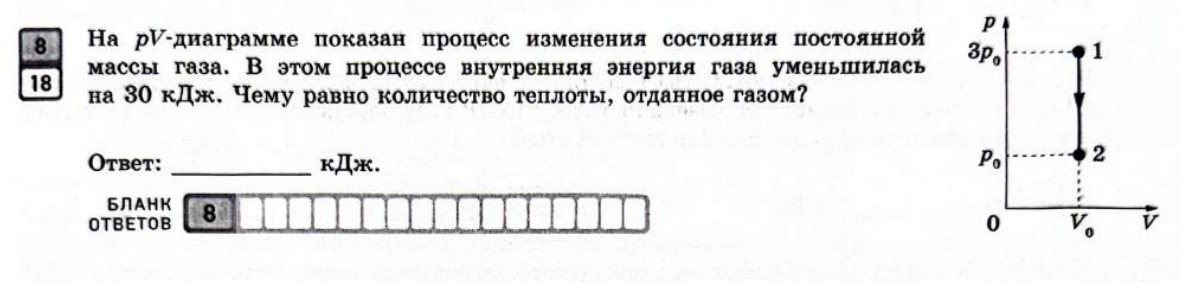 8
18
На pV-диаграмме показан процесс изменения состояния постоянной
массы газа. В этом процессе внутренняя энергия газа уменьшилась
на 30 кДж. Чему равно количество теплоты, отданное газом?
Ответ: ____________ кДж.
БЛАНК
ОТВЕТОВ 8
p
3p₀ 1
p₀ 2
0 V₀ V